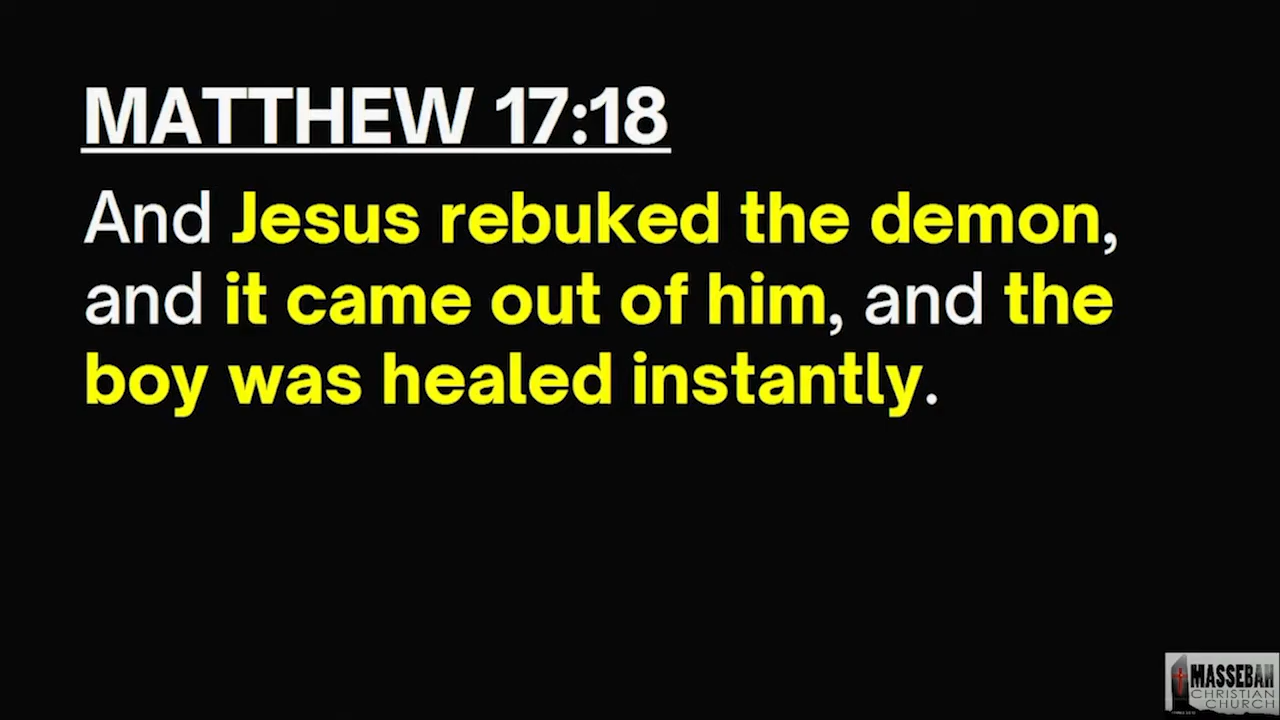 MATTHEW 17:18
And Jesus rebuked the demon,
and it came out of him, and the
boy was healed instantly.
MASSEBAH
CHRISTIAN
CHURCH